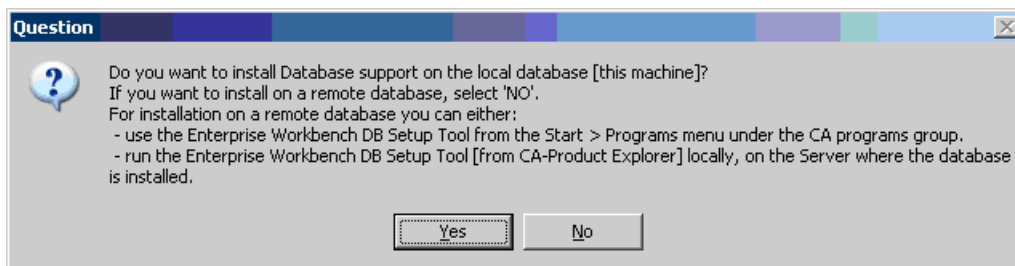 Question
Do you want to install Database support on the local database [this machine]?
If you want to install on a remote database, select 'NO'.
For installation on a remote database you can either:
- use the Enterprise Workbench DB Setup Tool from the Start > Programs menu under the CA programs group.
- run the Enterprise Workbench DB Setup Tool [from CA-Product Explorer] locally, on the Server where the database
is installed.
Yes
No